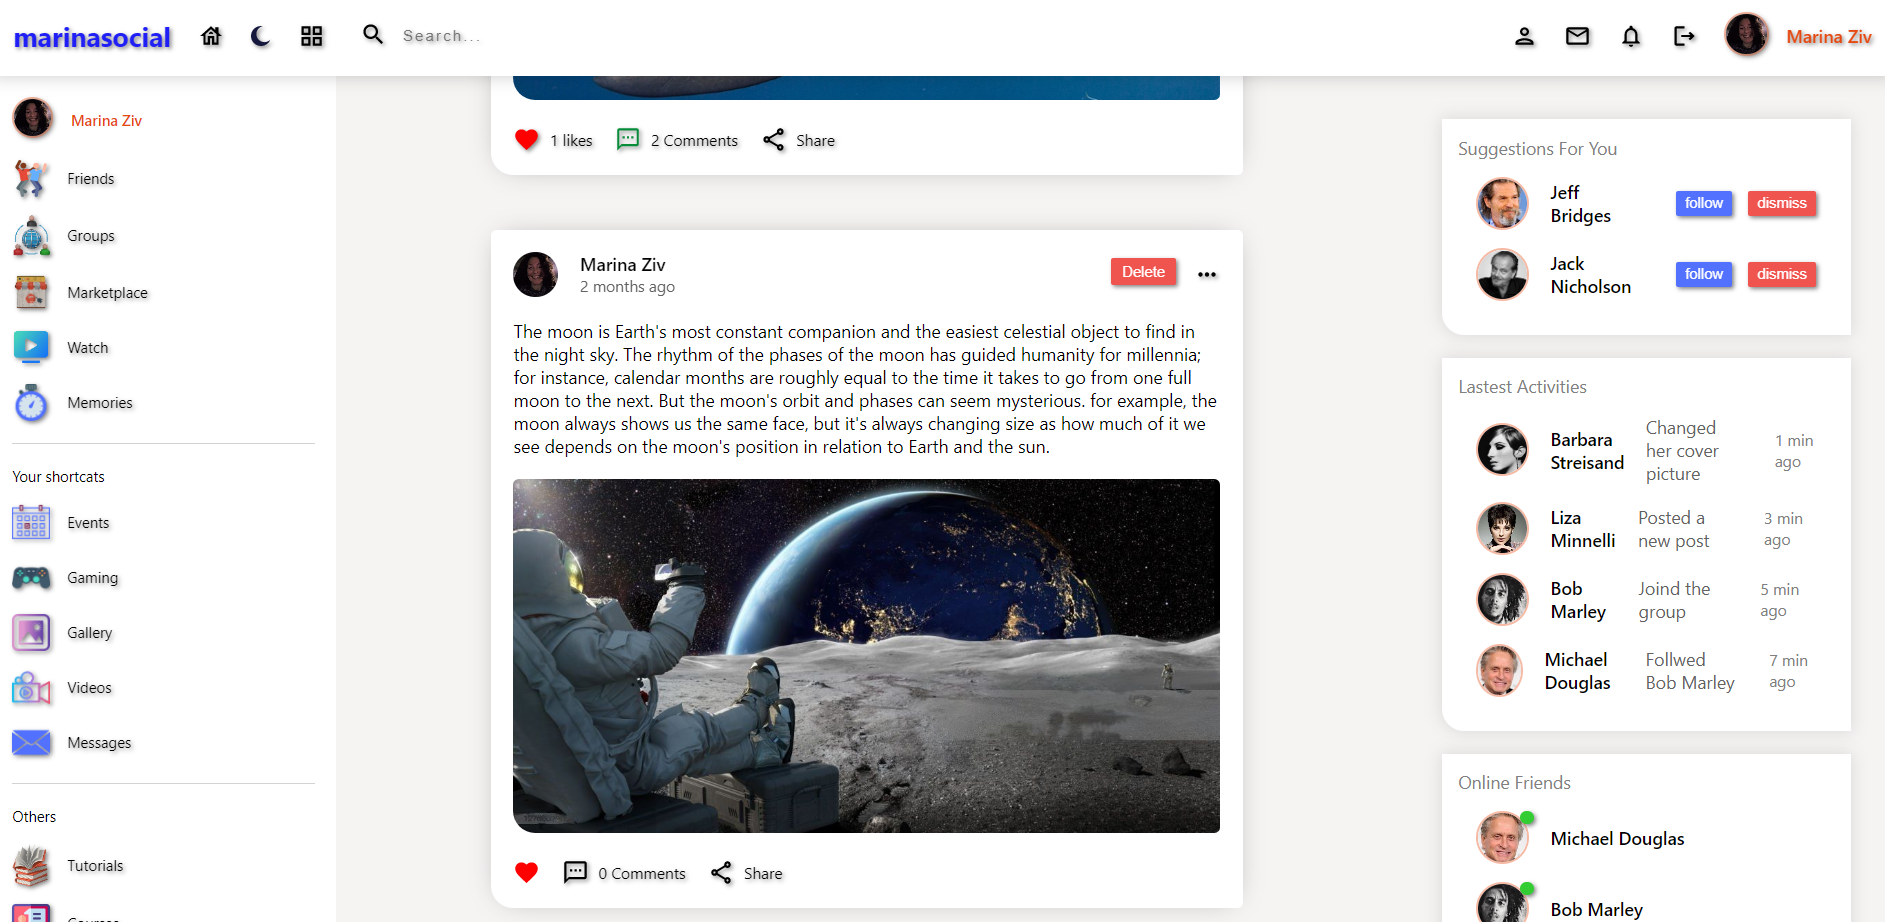 marinasocial
Search...
Marina Ziv
Marina Ziv
Friends
Groups
Marketplace
Watch
Memories
Your shortcats
Events
Gaming
Gallery
Videos
Messages
Others
Tutorials
Courses
1 likes
2 Comments
Share
Marina Ziv
2 months ago
Delete
The moon is Earth's most constant companion and the easiest celestial object to find in
the night sky. The rhythm of the phases of the moon has guided humanity for millennia;
for instance, calendar months are roughly equal to the time it takes to go from one full
moon to the next. But the moon's orbit and phases can seem mysterious. for example, the
moon always shows us the same face, but it's always changing size as how much of it we
see depends on the moon's position in relation to Earth and the sun.
0 Comments
Share
Suggestions For You
Jeff
Bridges
follow
dismiss
Jack
Nicholson
follow
dismiss
Lastest Activities
Barbara
Streisand
Changed
her cover
picture
1 min
ago
Liza
Minnelli
Posted a
new post
3 min
ago
Bob
Marley
Joind the
group
5 min
ago
Michael
Douglas
Follwed
Bob Marley
7 min
ago
Online Friends
Michael Douglas
Bob Marley